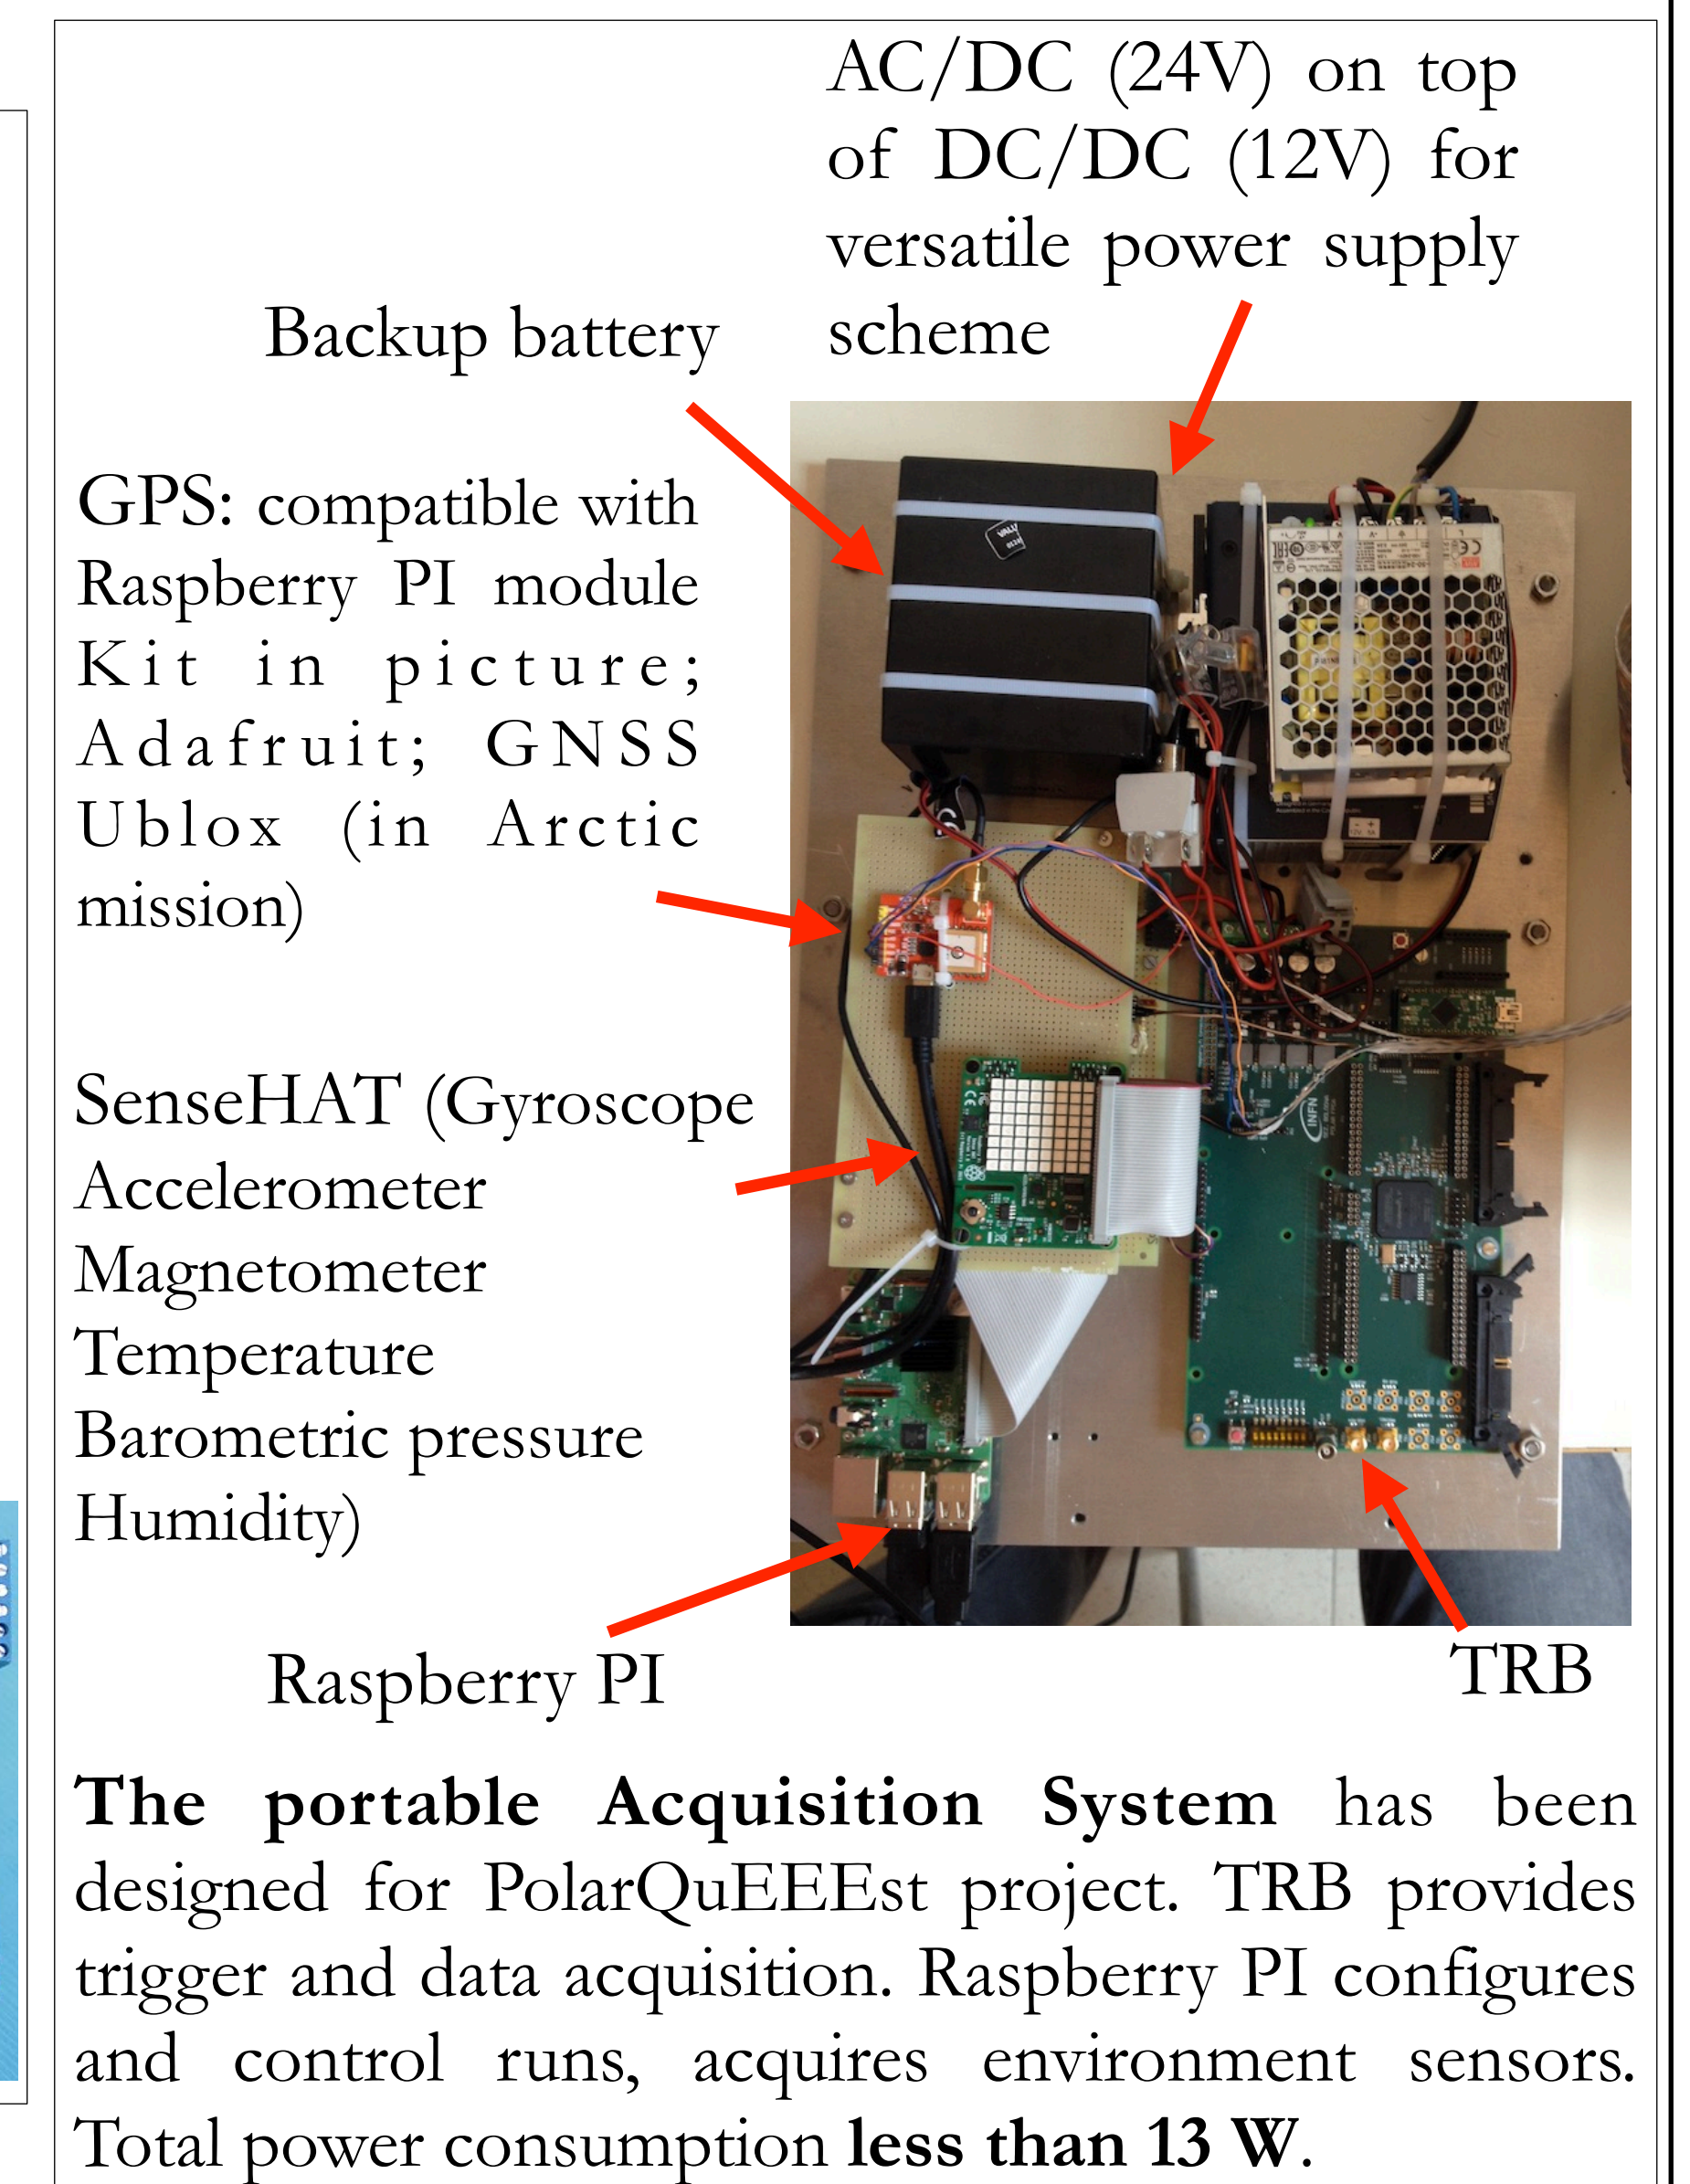 AC/DC (24V) on top
of DC/DC (12V) for
versatile power supply
scheme
Backup battery
GPS: compatible with
Raspberry PI module
Kit in picture;
Adafruit; GNSS
Ublox (in Arctic
mission)
SenseHAT (Gyroscope
Accelerometer
Magnetometer
Temperature
Barometric pressure
Humidity)
Raspberry PI
TRB
INFN
The portable Acquisition System has been
designed for PolarQuEEEst project. TRB provides
trigger and data acquisition. Raspberry PI configures
and control runs, acquires environment sensors.
Total power consumption less than 13 W.